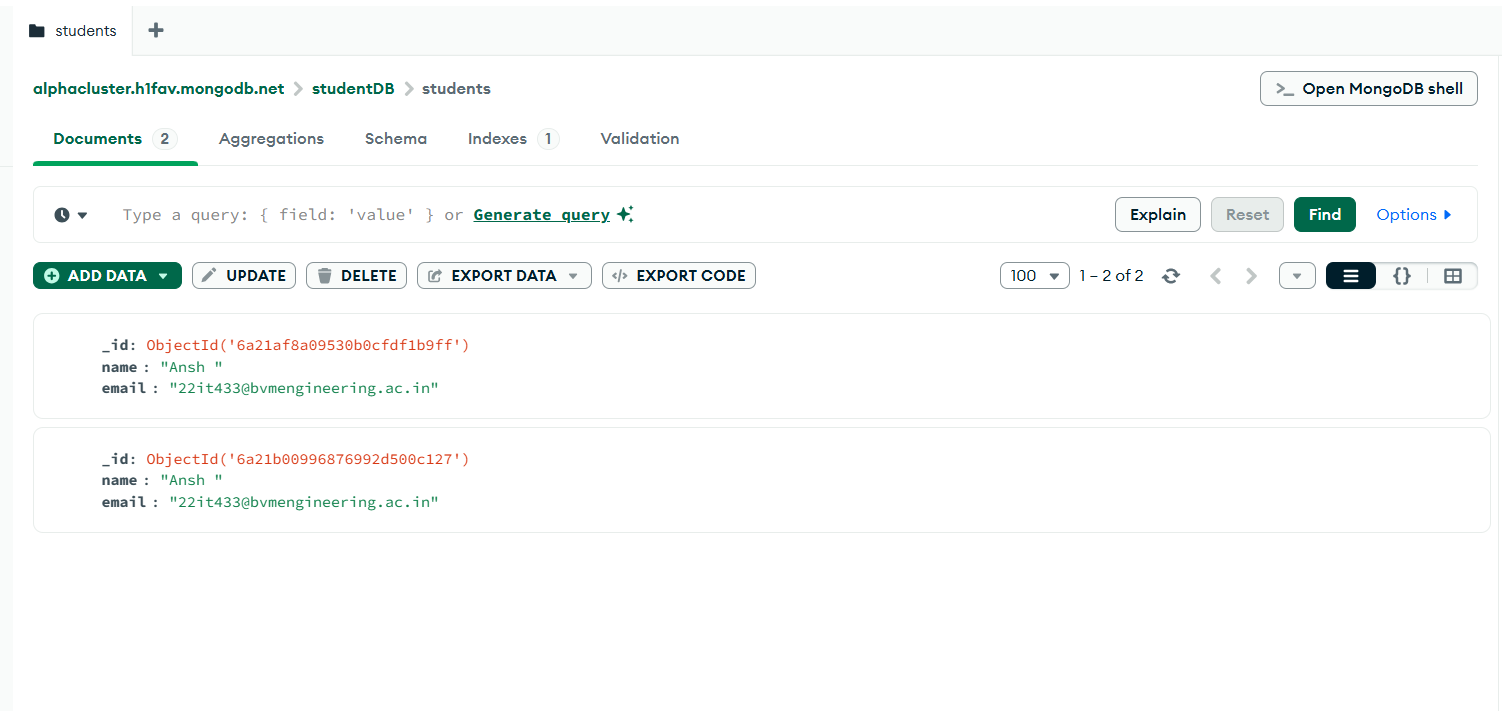 students
alphacluster.h1fav.mongodb.net > studentDB > students
>_ Open MongoDB shell
Documents 2 Aggregations Schema Indexes 1 Validation
Type a query: { field: 'value' } or Generate query
Explain Reset Find Options
ADD DATA UPDATE DELETE EXPORT DATA </> EXPORT CODE
100 1 – 2 of 2 {}
_id: ObjectId('6a21af8a09530b0cfdf1b9ff')
name : "Ansh "
email : "22it433@bvmengineering.ac.in"
_id: ObjectId('6a21b00996876992d500c127')
name : "Ansh "
email : "22it433@bvmengineering.ac.in"